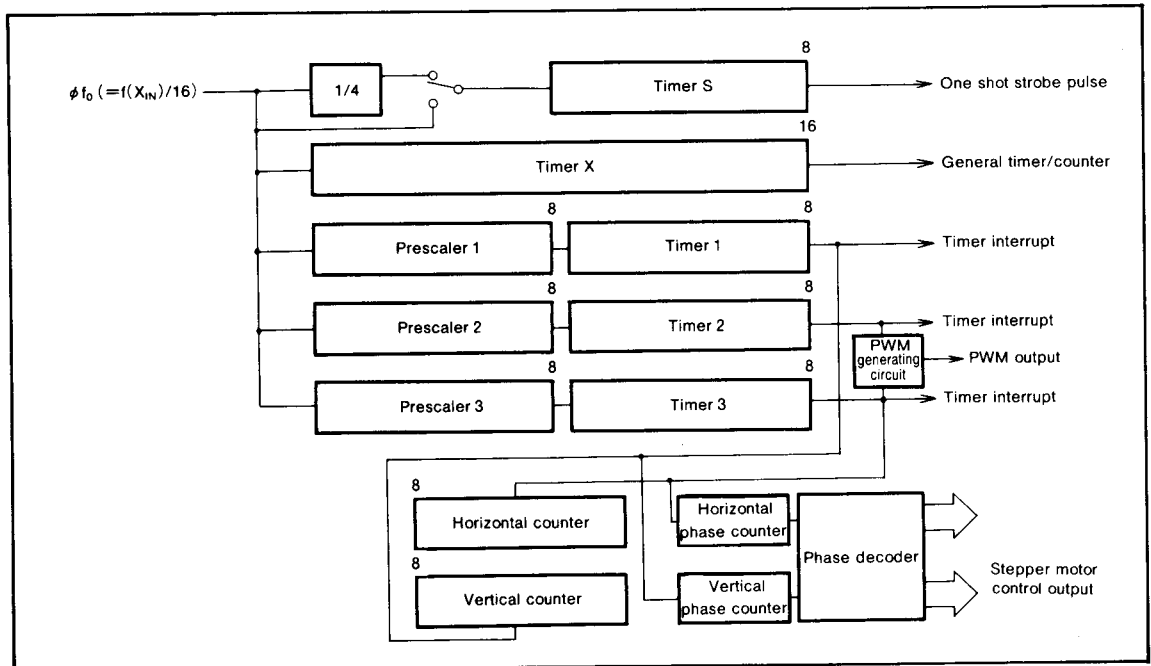 8
φ f₀ (=f(X_IN)/16)
1/4
Timer S
One shot strobe pulse
16
Timer X
General timer/counter
8
8
Prescaler 1
Timer 1
Timer interrupt
8
8
Prescaler 2
Timer 2
Timer interrupt
PWM
generating
circuit
PWM output
8
8
Prescaler 3
Timer 3
Timer interrupt
8
Horizontal counter
Horizontal
phase counter
Phase decoder
8
Vertical counter
Vertical
phase counter
Stepper motor
control output